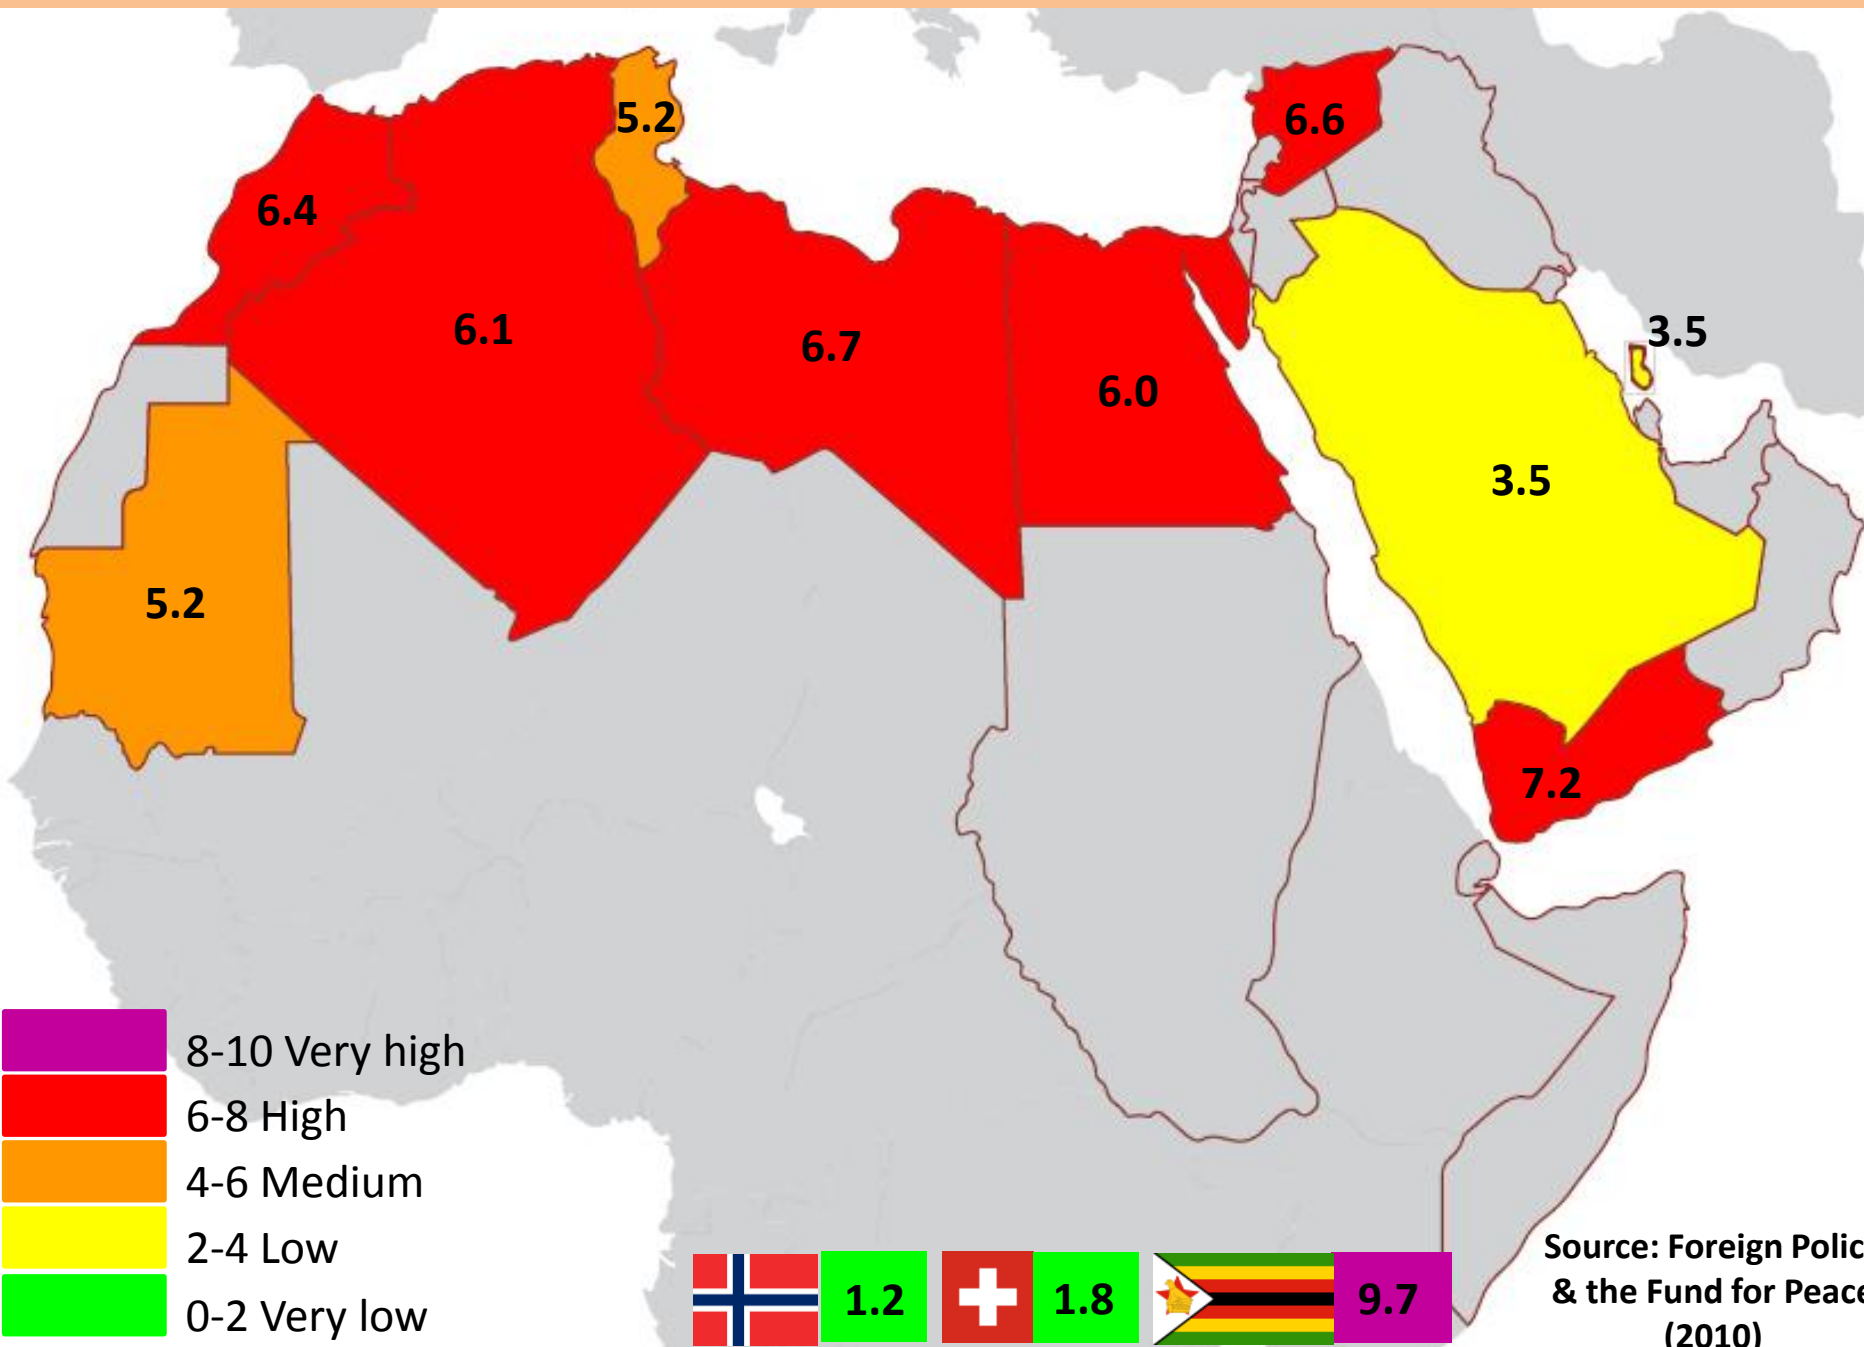 5.2
6.6
6.4
6.1
6.7
3.5
6.0
3.5
5.2
7.2
8-10 Very high
6-8 High
4-6 Medium
2-4 Low
0-2 Very low
1.2
1.8
9.7
Source: Foreign Polic
& the Fund for Peace
(2010)